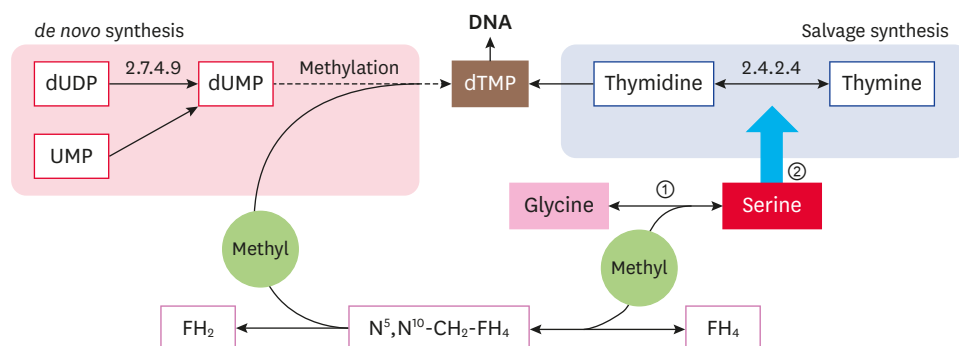 DNA
de novo synthesis
Salvage synthesis
dUDP
2.7.4.9
dUMP
Methylation
dTMP
Thymidine
2.4.2.4
Thymine
UMP
①
②
Glycine
Serine
Methyl
Methyl
FH₂
N⁵,N¹⁰-CH₂-FH₄
FH₄